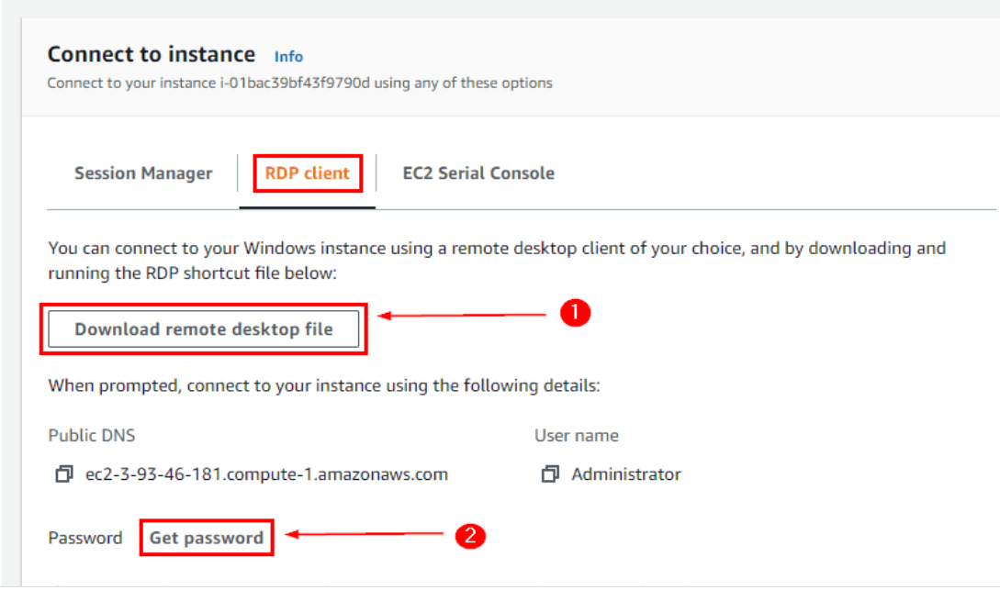 Connect to instance Info
Connect to your instance i-01bac39bf43f9790d using any of these options
Session Manager RDP client EC2 Serial Console
You can connect to your Windows instance using a remote desktop client of your choice, and by downloading and
running the RDP shortcut file below:
Download remote desktop file 1
When prompted, connect to your instance using the following details:
Public DNS User name
ec2-3-93-46-181.compute-1.amazonaws.com Administrator
Password Get password 2